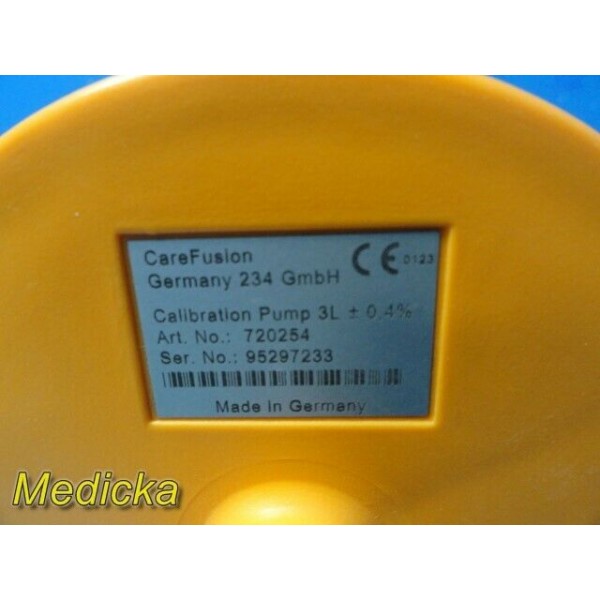 CareFusion
Germany 234 GmbH
CE 0123
Calibration Pump 3L ± 0,4%
Art. No.: 720254
Ser. No.: 95297233
Made in Germany
Medicka